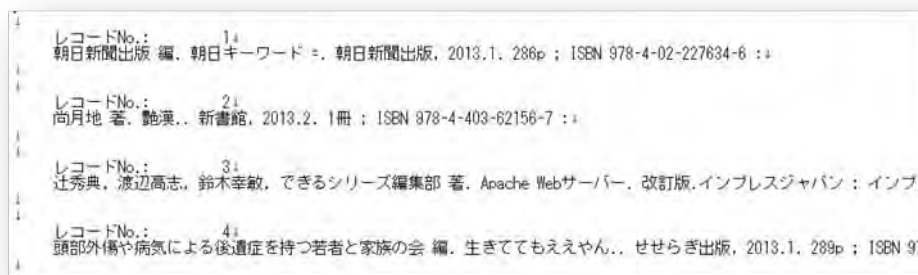 レコードNo.: 1↓
朝日新聞出版 編. 朝日キーワード =. 朝日新聞出版, 2013.1. 286p ; ISBN 978-4-02-227634-6 :↓
レコードNo.: 2↓
尚月地 著. 艶漢.. 新書館, 2013.2. 1冊 ; ISBN 978-4-403-62156-7 :↓
レコードNo.: 3↓
辻秀典, 渡辺高志, 鈴木幸敏, できるシリーズ編集部 著. Apache Webサーバー. 改訂版.インプレスジャパン : インプ
レコードNo.: 4↓
頭部外傷や病気による後遺症を持つ若者と家族の会 編. 生きててもええやん.. せせらぎ出版, 2013.1. 289p ; ISBN 9